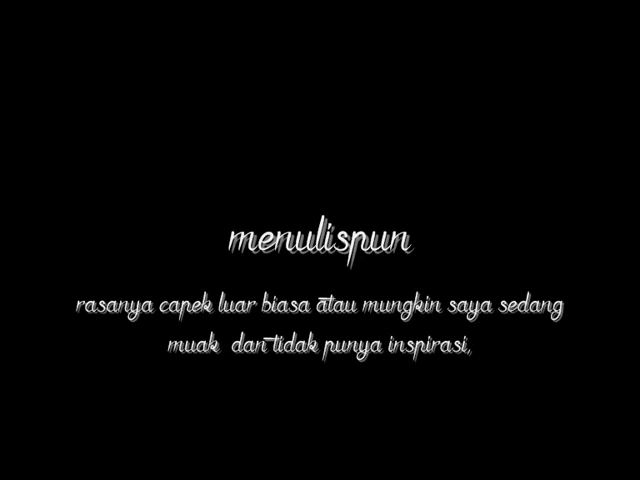 menulispun
rasanya capek luar biasa atau mungkin saya sedang
muak dan tidak punya inspirasi,